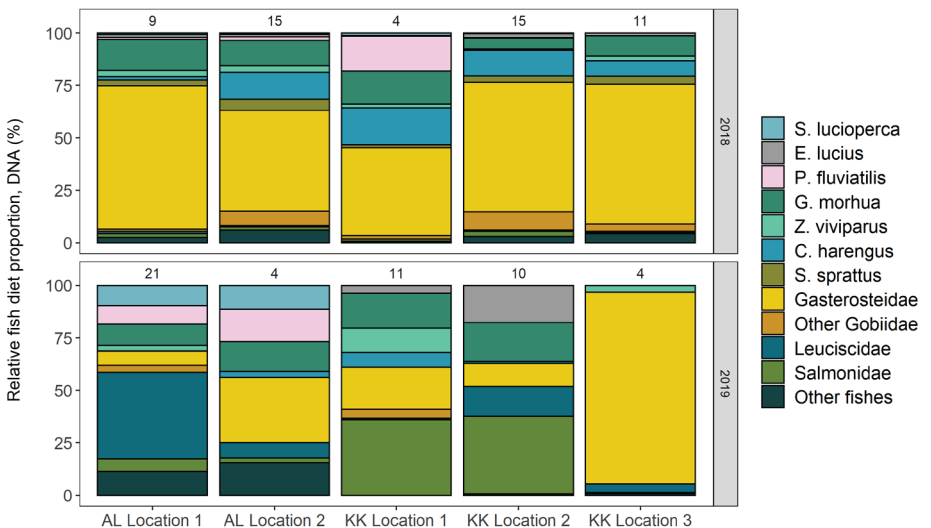 9 15 4 15 11
100
75
50
25
0
2018
21 4 11 10 4
100
75
50
25
0
2019
Relative fish diet proportion, DNA (%)
AL Location 1 AL Location 2 KK Location 1 KK Location 2 KK Location 3
S. lucioperca
E. lucius
P. fluviatilis
G. morhua
Z. viviparus
C. harengus
S. sprattus
Gasterosteidae
Other Gobiidae
Leuciscidae
Salmonidae
Other fishes